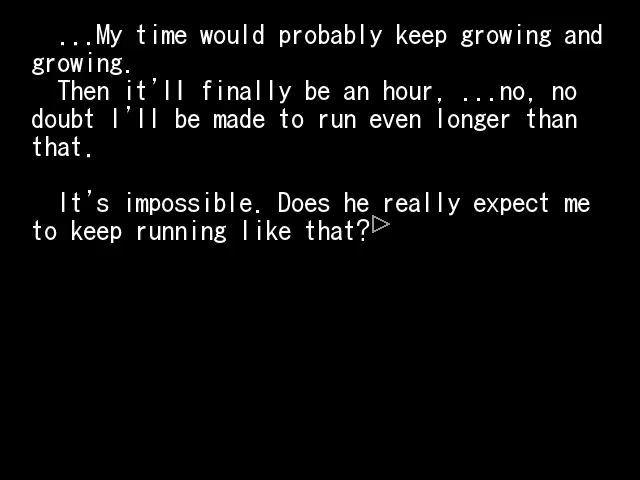 ...My time would probably keep growing and
growing.
Then it'll finally be an hour, ...no, no
doubt I'll be made to run even longer than
that.
It's impossible. Does he really expect me
to keep running like that?